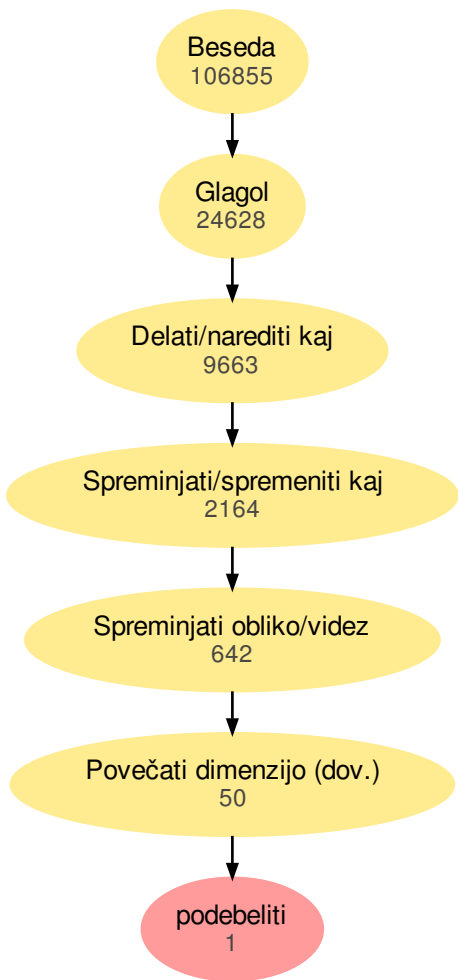 Beseda
106855
Glagol
24628
Delati/narediti kaj
9663
Spreminjati/spremeniti kaj
2164
Spreminjati obliko/videz
642
Povečati dimenzijo (dov.)
50
podebeliti
1